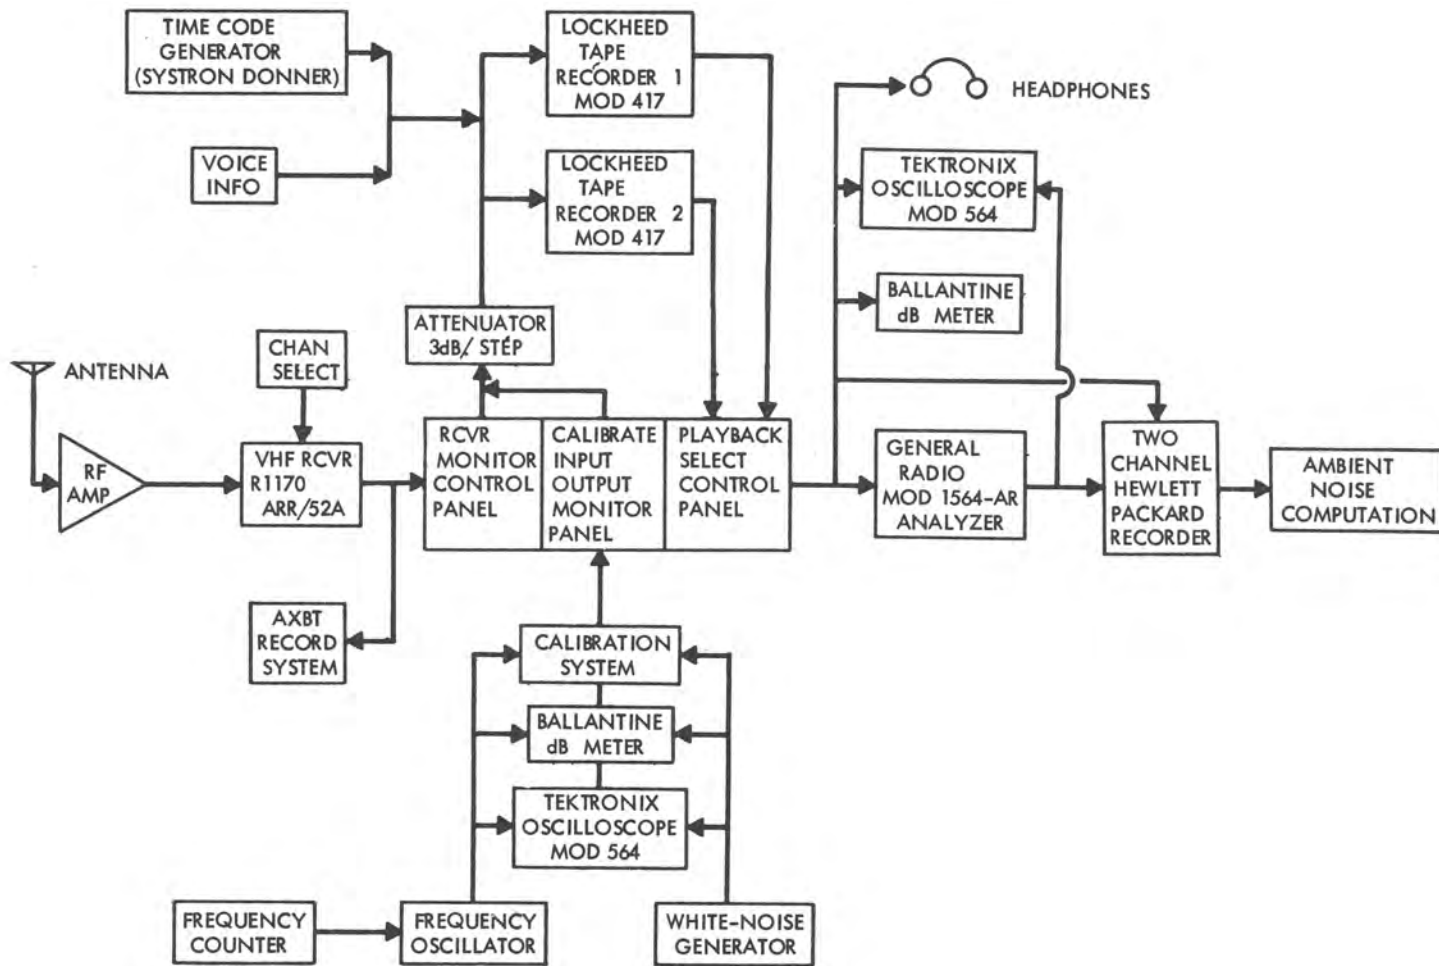 TIME CODE
GENERATOR
(SYSTRON DONNER)
VOICE
INFO
LOCKHEED
TAPE
RECORDER 1
MOD 417
LOCKHEED
TAPE
RECORDER 2
MOD 417
HEADPHONES
TEKTRONIX
OSCILLOSCOPE
MOD 564
BALLANTINE
dB METER
ATTENUATOR
3dB/STEP
CHAN
SELECT
ANTENNA
RF
AMP
VHF RCVR
R1170
ARR/52A
RCVR
MONITOR
CONTROL
PANEL
CALIBRATE
INPUT
OUTPUT
MONITOR
PANEL
PLAYBACK
SELECT
CONTROL
PANEL
GENERAL
RADIO
MOD 1564-AR
ANALYZER
TWO
CHANNEL
HEWLETT
PACKARD
RECORDER
AMBIENT
NOISE
COMPUTATION
AXBT
RECORD
SYSTEM
CALIBRATION
SYSTEM
BALLANTINE
dB METER
TEKTRONIX
OSCILLOSCOPE
MOD 564
FREQUENCY
COUNTER
FREQUENCY
OSCILLATOR
WHITE-NOISE
GENERATOR